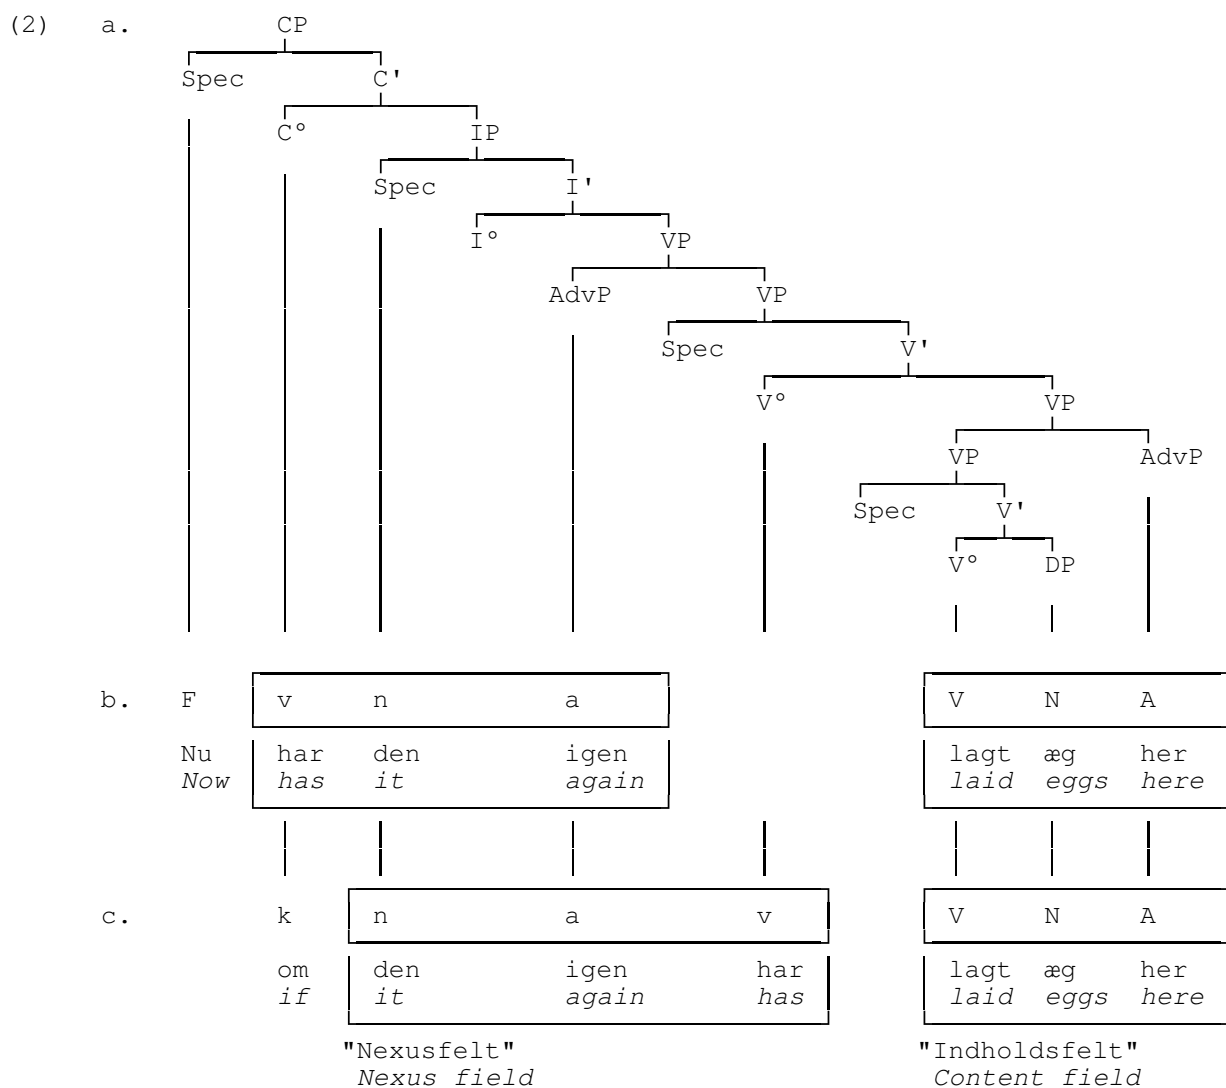 (2) a. CP
Spec C'
C° IP
Spec I'
I° VP
AdvP VP
Spec V'
V° VP
VP AdvP
Spec V'
V° DP
b. F v n a V N A
Nu har den igen lagt æg her
Now has it again laid eggs here
c. k n a v V N A
om den igen har lagt æg her
if it again has laid eggs here
"Nexusfelt" "Indholdsfelt"
Nexus field Content field